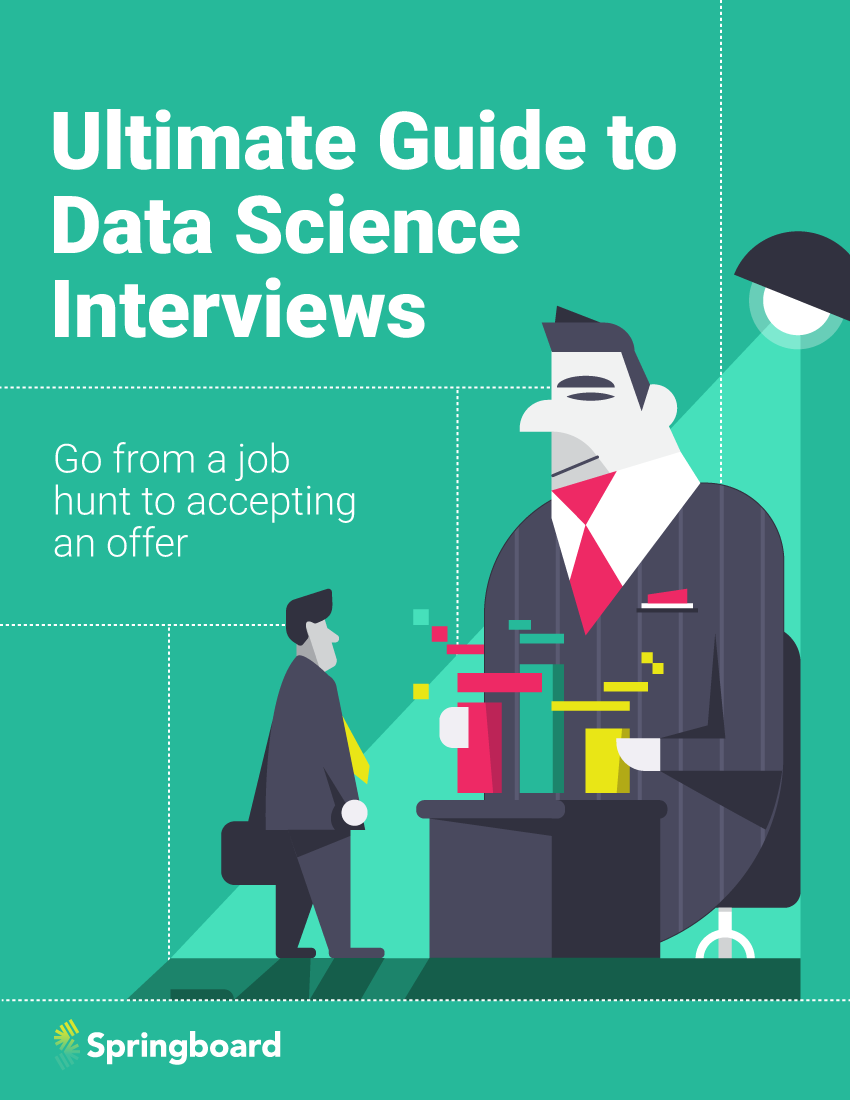 Ultimate Guide to
Data Science
Interviews
Go from a job
hunt to accepting
an offer
Springboard